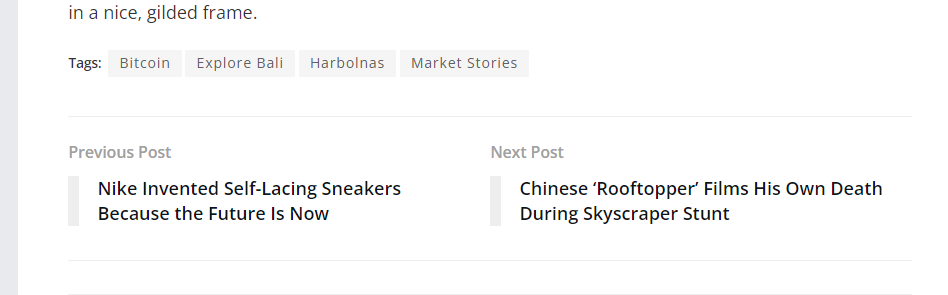 in a nice, gilded frame.
Tags: Bitcoin Explore Bali Harbolnas Market Stories
Previous Post
Nike Invented Self-Lacing Sneakers
Because the Future Is Now
Next Post
Chinese ‘Rooftopper’ Films His Own Death
During Skyscraper Stunt